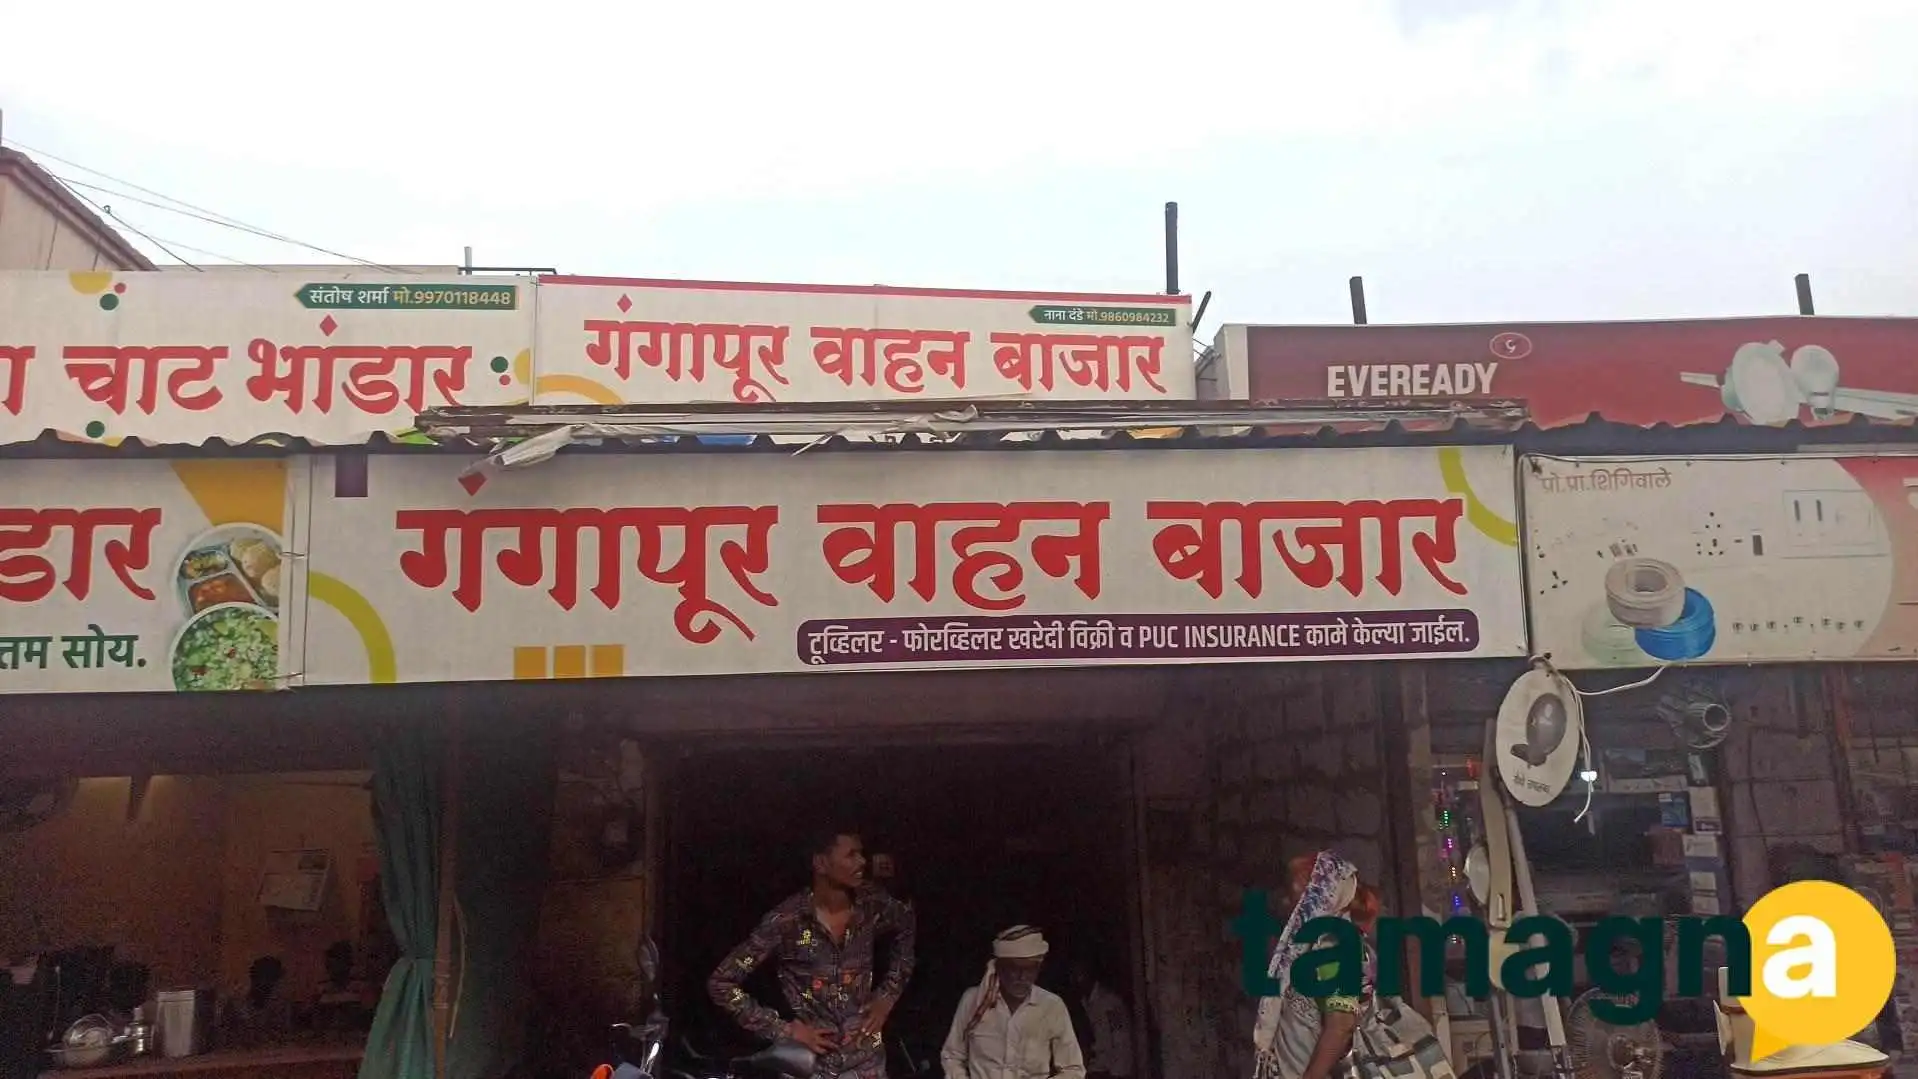 संतोष शर्मा मो.9970118448
चाट भांडार
नाना दंडे मो.9860984232
गंगापूर वाहन बाजार
EVEREADY
डार
तम सोय.
गंगापूर वाहन बाजार
टूव्हिलर - फोरव्हिलर खरेदी विक्री व PUC INSURANCE कामे केल्या जाईल.
प्रो.प्रा.शिगिवाले
tamagna